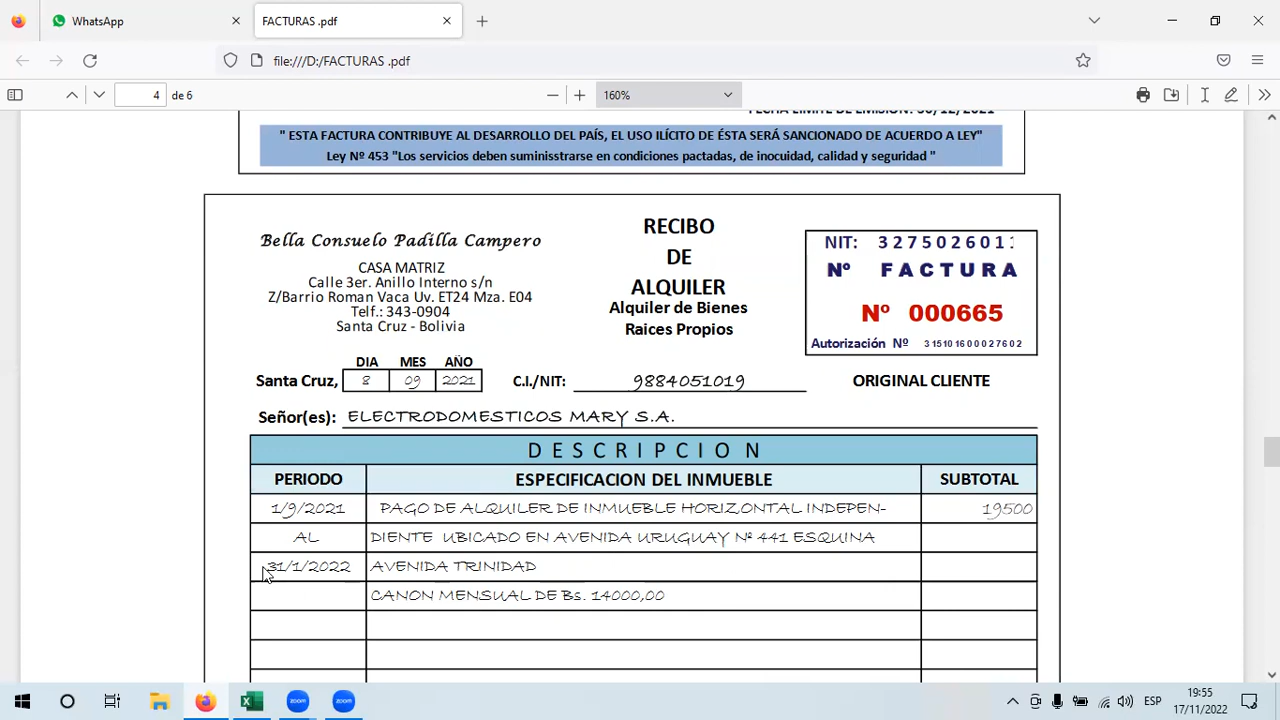 WhatsApp
FACTURAS .pdf
file:///D:/FACTURAS .pdf
4 de 6
160%
" ESTA FACTURA CONTRIBUYE AL DESARROLLO DEL PAÍS, EL USO ILÍCITO DE ÉSTA SERÁ SANCIONADO DE ACUERDO A LEY"
Ley Nº 453 "Los servicios deben suminisstrarse en condiciones pactadas, de inocuidad, calidad y seguridad "
Bella Consuelo Padilla Campero
CASA MATRIZ
Calle 3er. Anillo Interno s/n
Z/Barrio Roman Vaca Uv. ET24 Mza. E04
Telf.: 343-0904
Santa Cruz - Bolivia
RECIBO
DE
ALQUILER
Alquiler de Bienes
Raices Propios
NIT: 3275026011
Nº FACTURA
Nº 000665
Autorización Nº 315101600027602
DIA MES AÑO
Santa Cruz, 8 09 2021 C.I./NIT: 9884051019 ORIGINAL CLIENTE
Señor(es): ELECTRODOMESTICOS MARY S.A.
DESCRIPCION
PERIODO ESPECIFICACION DEL INMUEBLE SUBTOTAL
1/9/2021 PAGO DE ALQUILER DE INMUEBLE HORIZONTAL INDEPEN- 19500
AL DIENTE UBICADO EN AVENIDA URUGUAY Nº 441 ESQUINA
31/1/2022 AVENIDA TRINIDAD
CANON MENSUAL DE Bs. 14000,00
ESP
19:55
17/11/2022